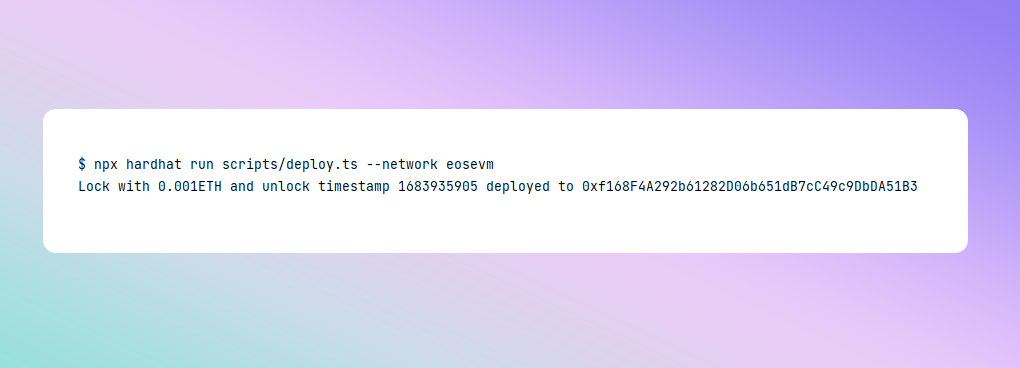 $ npx hardhat run scripts/deploy.ts --network eosevm
Lock with 0.001ETH and unlock timestamp 1683935905 deployed to 0xf168F4A292b61282D06b651dB7cC49c9DbDA51B3